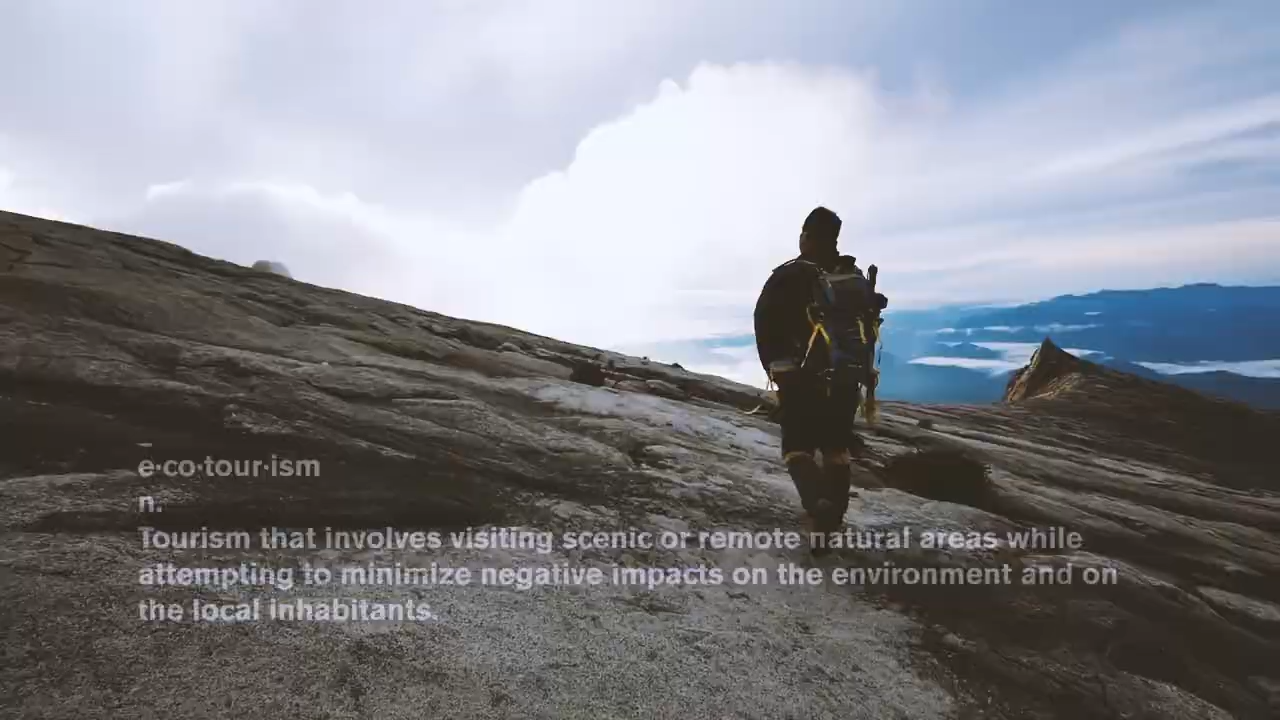 e·co·tour·ism
n.
Tourism that involves visiting scenic or remote natural areas while
attempting to minimize negative impacts on the environment and on
the local inhabitants.